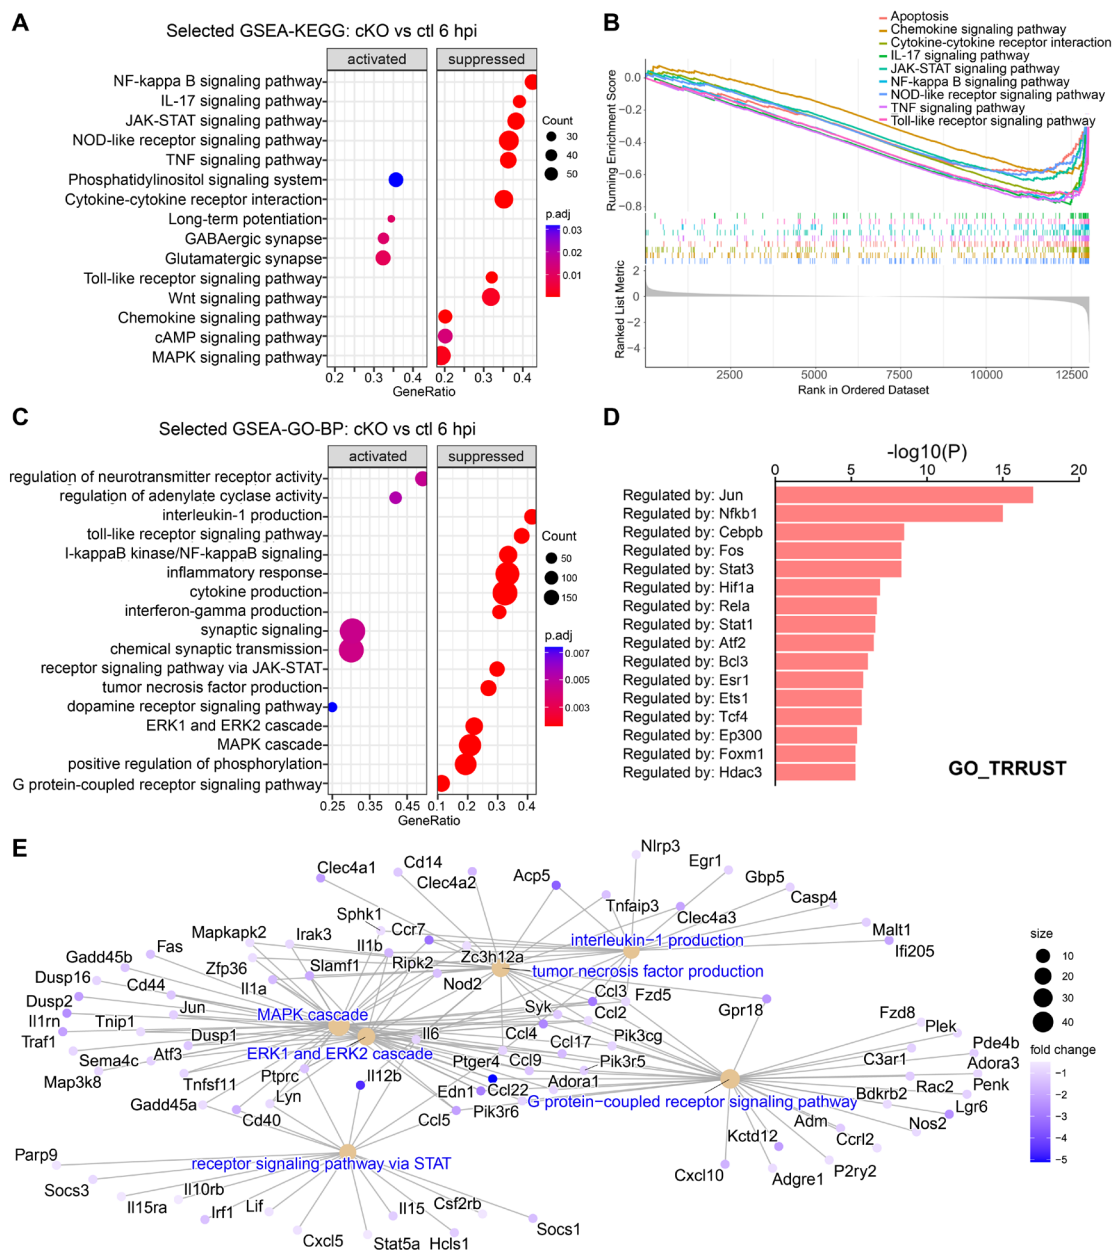 A
Selected GSEA-KEGG: cKO vs ctl 6 hpi
activated
suppressed
NF-kappa B signaling pathway
IL-17 signaling pathway
JAK-STAT signaling pathway
NOD-like receptor signaling pathway
TNF signaling pathway
Phosphatidylinositol signaling system
Cytokine-cytokine receptor interaction
Long-term potentiation
GABAergic synapse
Glutamatergic synapse
Toll-like receptor signaling pathway
Wnt signaling pathway
Chemokine signaling pathway
cAMP signaling pathway
MAPK signaling pathway
0.2 0.3 0.4 0.2 0.3 0.4
GeneRatio
Count
30
40
50
p.adj
0.03
0.02
0.01
B
Apoptosis
Chemokine signaling pathway
Cytokine-cytokine receptor interaction
IL-17 signaling pathway
JAK-STAT signaling pathway
NF-kappa B signaling pathway
NOD-like receptor signaling pathway
TNF signaling pathway
Toll-like receptor signaling pathway
Running Enrichment Score
0.0
−0.2
−0.4
−0.6
−0.8
Ranked List Metric
2
0
−2
−4
2500 5000 7500 10000 12500
Rank in Ordered Dataset
C
Selected GSEA-GO-BP: cKO vs ctl 6 hpi
activated
suppressed
regulation of neurotransmitter receptor activity
regulation of adenylate cyclase activity
interleukin-1 production
toll-like receptor signaling pathway
I-kappaB kinase/NF-kappaB signaling
inflammatory response
cytokine production
interferon-gamma production
synaptic signaling
chemical synaptic transmission
receptor signaling pathway via JAK-STAT
tumor necrosis factor production
dopamine receptor signaling pathway
ERK1 and ERK2 cascade
MAPK cascade
positive regulation of phosphorylation
G protein-coupled receptor signaling pathway
0.25 0.35 0.45 0.1 0.2 0.3 0.4
GeneRatio
Count
50
100
150
p.adj
0.007
0.005
0.003
D
-log10(P)
0 5 10 15 20
Regulated by: Jun
Regulated by: Nfkb1
Regulated by: Cebpb
Regulated by: Fos
Regulated by: Stat3
Regulated by: Hif1a
Regulated by: Rela
Regulated by: Stat1
Regulated by: Atf2
Regulated by: Bcl3
Regulated by: Esr1
Regulated by: Ets1
Regulated by: Tcf4
Regulated by: Ep300
Regulated by: Foxm1
Regulated by: Hdac3
GO_TRRUST
E
Nlrp3
Egr1
Clec4a1
Cd14
Clec4a2
Acp5
Gbp5
Casp4
Tnfaip3
Clec4a3
Malt1
Ifi205
Sphk1
Ccr7
Mapkapk2
Irak3
Il1b
Zc3h12a
interleukin−1 production
Fas
Gadd45b
Zfp36
Slamf1
Ripk2
tumor necrosis factor production
Dusp16
Cd44
Il1a
Nod2
Ccl3
Fzd5
Dusp2
Jun
MAPK cascade
Syk
Ccl2
Gpr18
Il1rn
Tnip1
Dusp1
Il6
Ccl4
Pik3cg
Fzd8
Plek
Traf1
Sema4c
Atf3
ERK1 and ERK2 cascade
Ptger4
Ccl17
Ccl9
Pik3r5
C3ar1
Pde4b
Adora3
Map3k8
Tnfsf11
Ptprc
Il12b
Edn1
Ccl22
Adora1
Bdkrb2
Rac2
Penk
Gadd45a
Lyn
Cd40
Ccl5
Pik3r6
G protein−coupled receptor signaling pathway
Lgr6
Nos2
Adm
Ccrl2
Kctd12
Cxcl10
Adgre1
P2ry2
Parp9
receptor signaling pathway via STAT
Socs3
Il15ra
Il10rb
Irf1
Lif
Il15
Csf2rb
Socs1
Cxcl5
Stat5a
Hcls1
size
10
20
30
40
fold change
−1
−2
−3
−4
−5